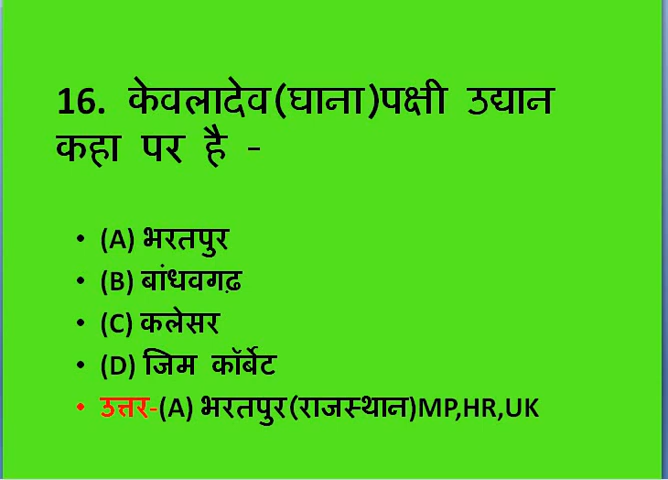 16. केवलादेव(घाना)पक्षी उद्यान
कहा पर है -
• (A) भरतपुर
• (B) बांधवगढ़
• (C) कलेसर
• (D) जिम कॉर्बेट
• उत्तर-(A) भरतपुर(राजस्थान)MP,HR,UK